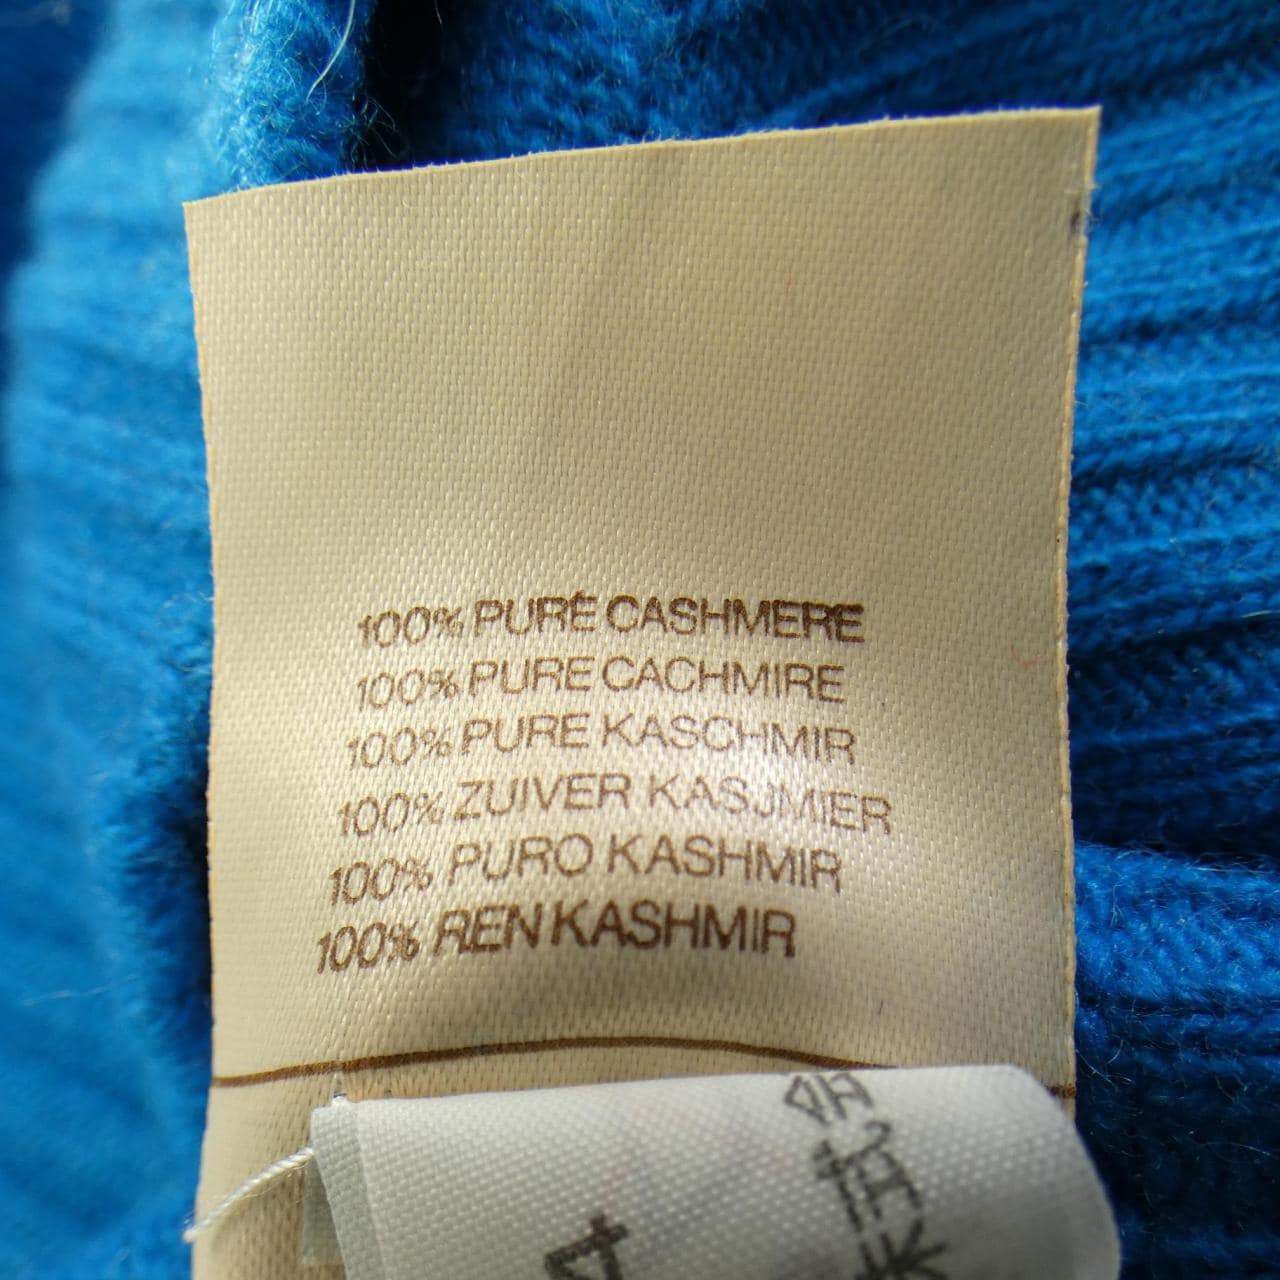 100% PURE CASHMERE
100% PURE CACHMIRE
100% PURE KASCHMIR
100% ZUIVER KASJMIER
100% PURO KASHMIR
100% REN KASHMIR